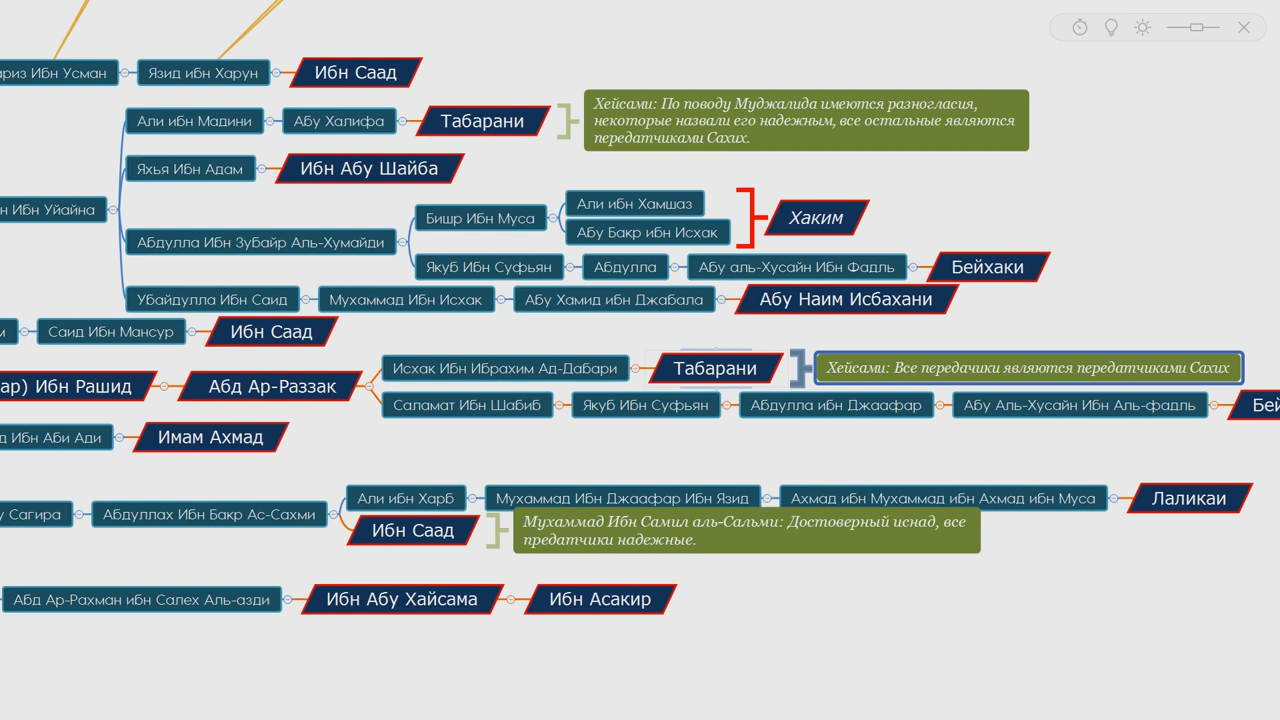 ариз Ибн Усман
Язид ибн Харун
Ибн Саад
Али ибн Мадини
Абу Халифа
Табарани
Хейсами: По поводу Муджалида имеются разногласия,
некоторые назвали его надежным, все остальные являются
передатчиками Сахих.
Яхья Ибн Адам
Ибн Абу Шайба
н Ибн Уйайна
Абдулла Ибн Зубайр Аль-Хумайди
Бишр Ибн Муса
Али ибн Хамшаз
Абу Бакр ибн Исхак
Хаким
Якуб Ибн Суфьян
Абдулла
Абу аль-Хусайн Ибн Фадль
Бейхаки
Убайдулла Ибн Саид
Мухаммад Ибн Исхак
Абу Хамид ибн Джабала
Абу Наим Исбахани
м
Саид Ибн Мансур
Ибн Саад
ар) Ибн Рашид
Абд Ар-Раззак
Исхак Ибн Ибрахим Ад-Дабари
Табарани
Хейсами: Все передачики являются передатчиками Сахих
Саламат Ибн Шабиб
Якуб Ибн Суфьян
Абдулла ибн Джаафар
Абу Аль-Хусайн Ибн Аль-фадль
Бей
д Ибн Аби Ади
Имам Ахмад
у Сагира
Абдуллах Ибн Бакр Ас-Сахми
Али ибн Харб
Мухаммад Ибн Джаафар Ибн Язид
Ахмад ибн Мухаммад ибн Ахмад ибн Муса
Лаликаи
Ибн Саад
Мухаммад Ибн Самил аль-Сальми: Достоверный иснад, все
предатчики надежные.
Абд Ар-Рахман ибн Салех Аль-азди
Ибн Абу Хайсама
Ибн Асакир